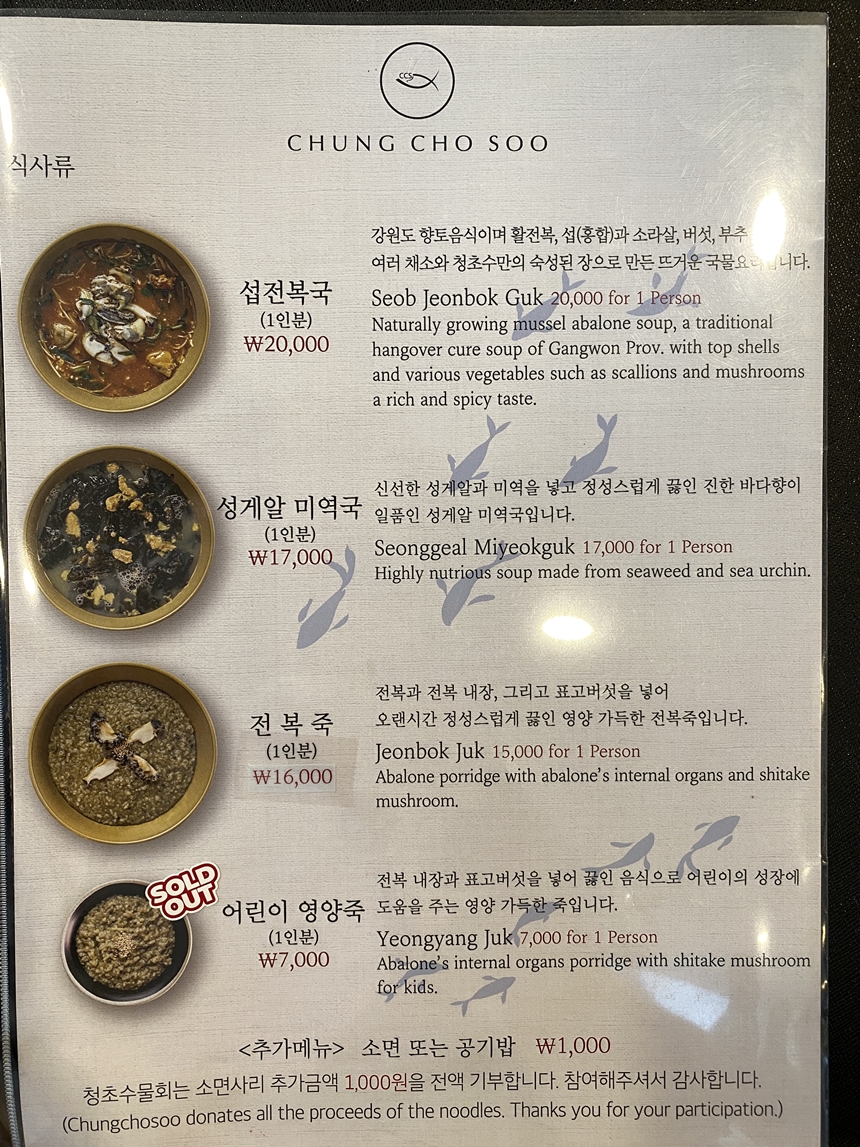 CCS
CHUNG CHO SOO
식사류
강원도 향토음식이며 활전복, 섭(홍합)과 소라살, 버섯, 부추
여러 채소와 청초수만의 숙성된 장으로 만든 뜨거운
섭전복국
(1인분)
₩20,000
Seob Jeonbok Guk 20,000 for 1 Person
Naturally growing mussel abalone soup, a traditional
hangover cure soup of Gangwon Prov. with top shells
and various vegetables such as scallions and mushrooms
a rich and spicy taste.
신선한 성게알과 미역을 넣고 정성스럽게 끓인 진한 바다향이
일품인 성게알 미역국입니다.
성게알 미역국
(1인분)
₩17,000
Seonggeal Miyeokguk 17,000 for 1 Person
Highly nutrious soup made from seaweed and sea urchin.
전복과 전복 내장, 그리고 표고버섯을 넣어
오랜시간 정성스럽게 끓인 영양 가득한 전복죽입니다.
전 복 죽
(1인분)
₩16,000
Jeonbok Juk 15,000 for 1 Person
Abalone porridge with abalone's internal organs and shitake
mushroom.
SOLD
OUT
전복 내장과 표고버섯을 넣어 끓인 음식으로 어린이의 성장에
도움을 주는 영양 가득한 죽입니다.
어린이 영양죽
(1인분)
₩7,000
Yeongyang Juk 7,000 for 1 Person
Abalone's internal organs porridge with shitake mushroom
for kids.
<추가메뉴> 소면 또는 공기밥 ₩1,000
청초수물회는 소면사리 추가금액 1,000원을 전액 기부합니다. 참여해주셔서 감사합니다.
(Chungchosoo donates all the proceeds of the noodles. Thanks you for your participation.)